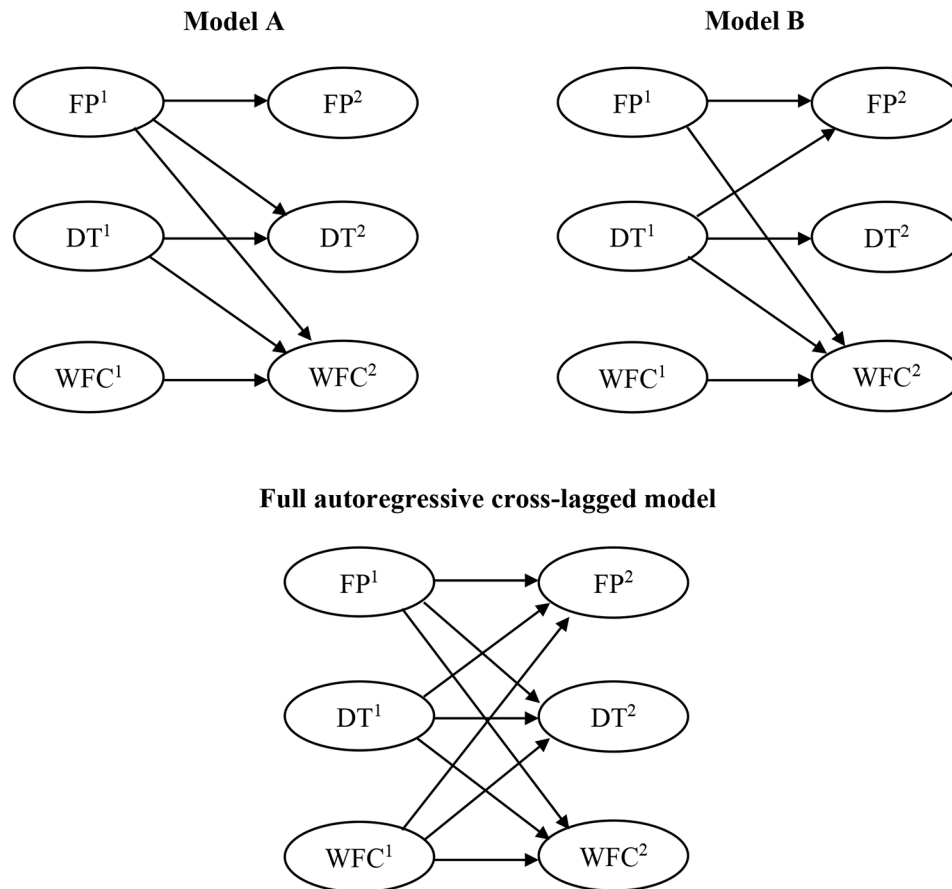 Model A
FP¹ FP²
DT¹ DT²
WFC¹ WFC²
Model B
FP¹ FP²
DT¹ DT²
WFC¹ WFC²
Full autoregressive cross-lagged model
FP¹ FP²
DT¹ DT²
WFC¹ WFC²